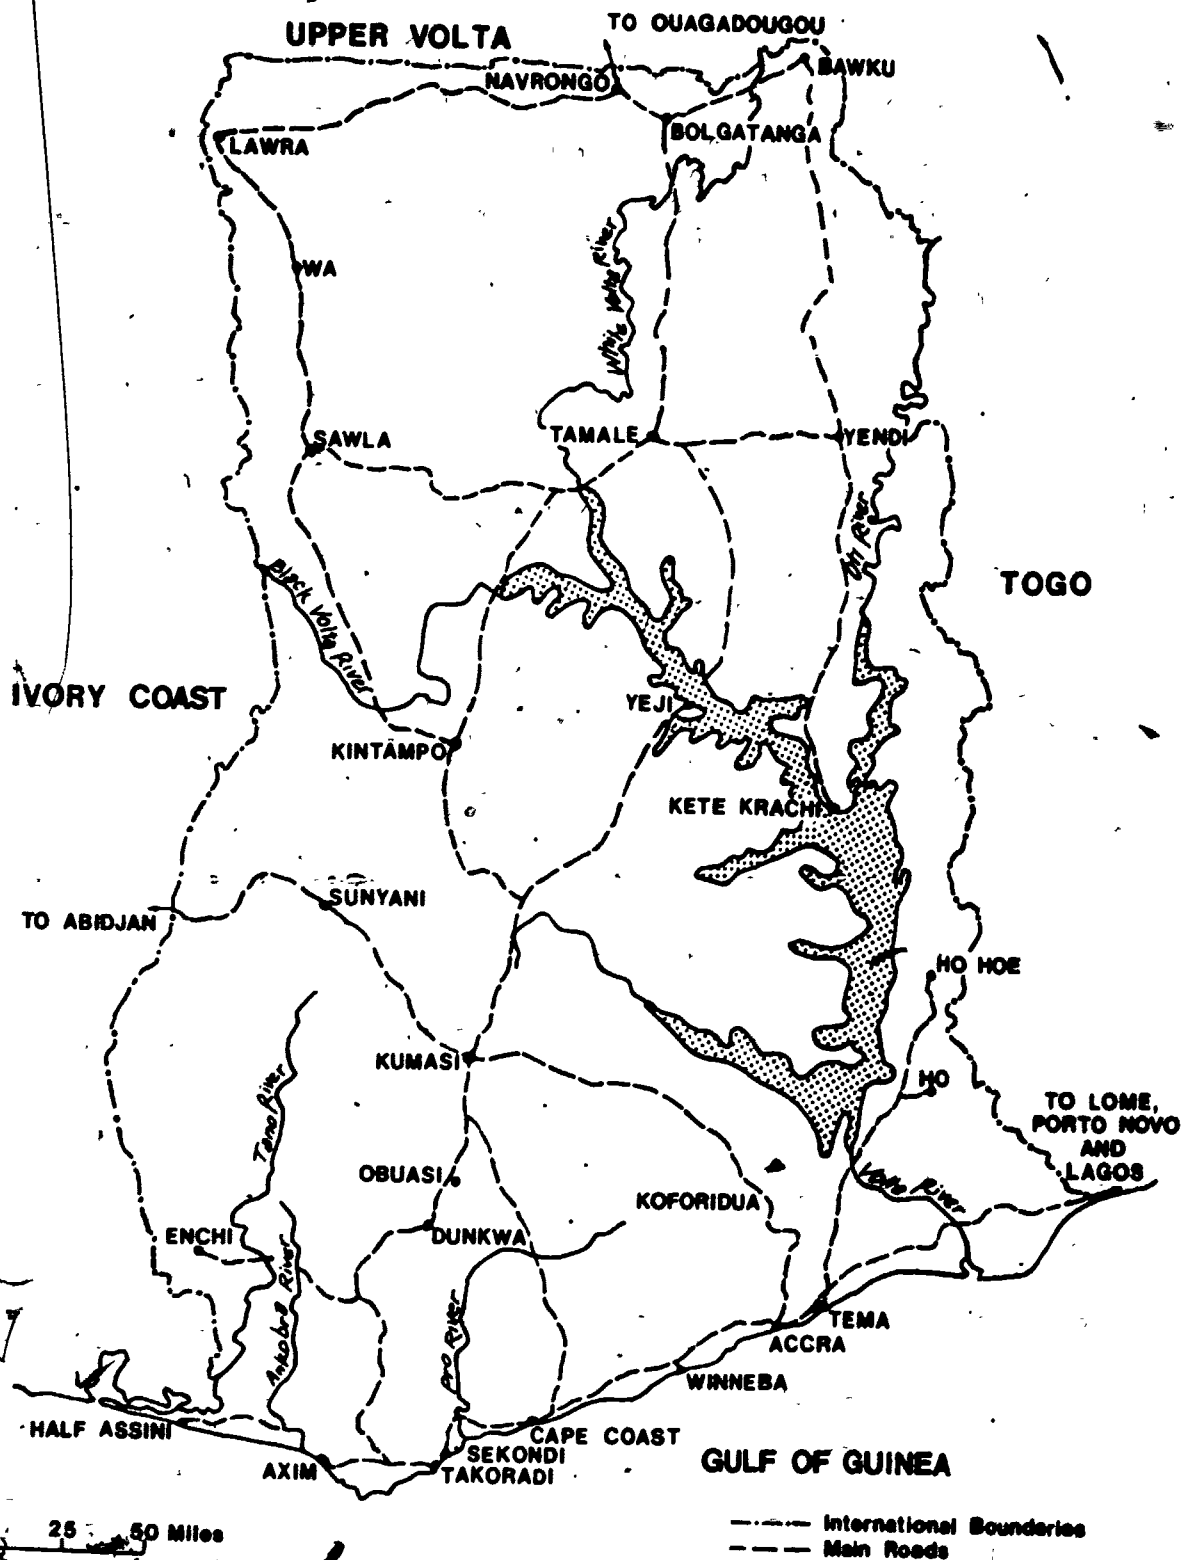 TO OUAGADOUGOU
UPPER VOLTA
BAWKU
NAVRONGO
BOLGATANGA
LAWRA
White Volta River
WA
SAWLA
TAMALE
YENDI
Oti River
Black Volta River
TOGO
IVORY COAST
YEJI
KINTAMPO
KETE KRACHI
SUNYANI
TO ABIDJAN
HO HOE
KUMASI
HO
Tano River
TO LOME,
PORTO NOVO
AND
LAGOS
OBUASI
KOFORIDUA
Volta River
ENCHI
DUNKWA
Ankobra River
Pra River
TEMA
ACCRA
WINNEBA
HALF ASSINI
CAPE COAST
SEKONDI
AXIM
TAKORADI
GULF OF GUINEA
25 50 Miles
International Boundaries
Main Roads